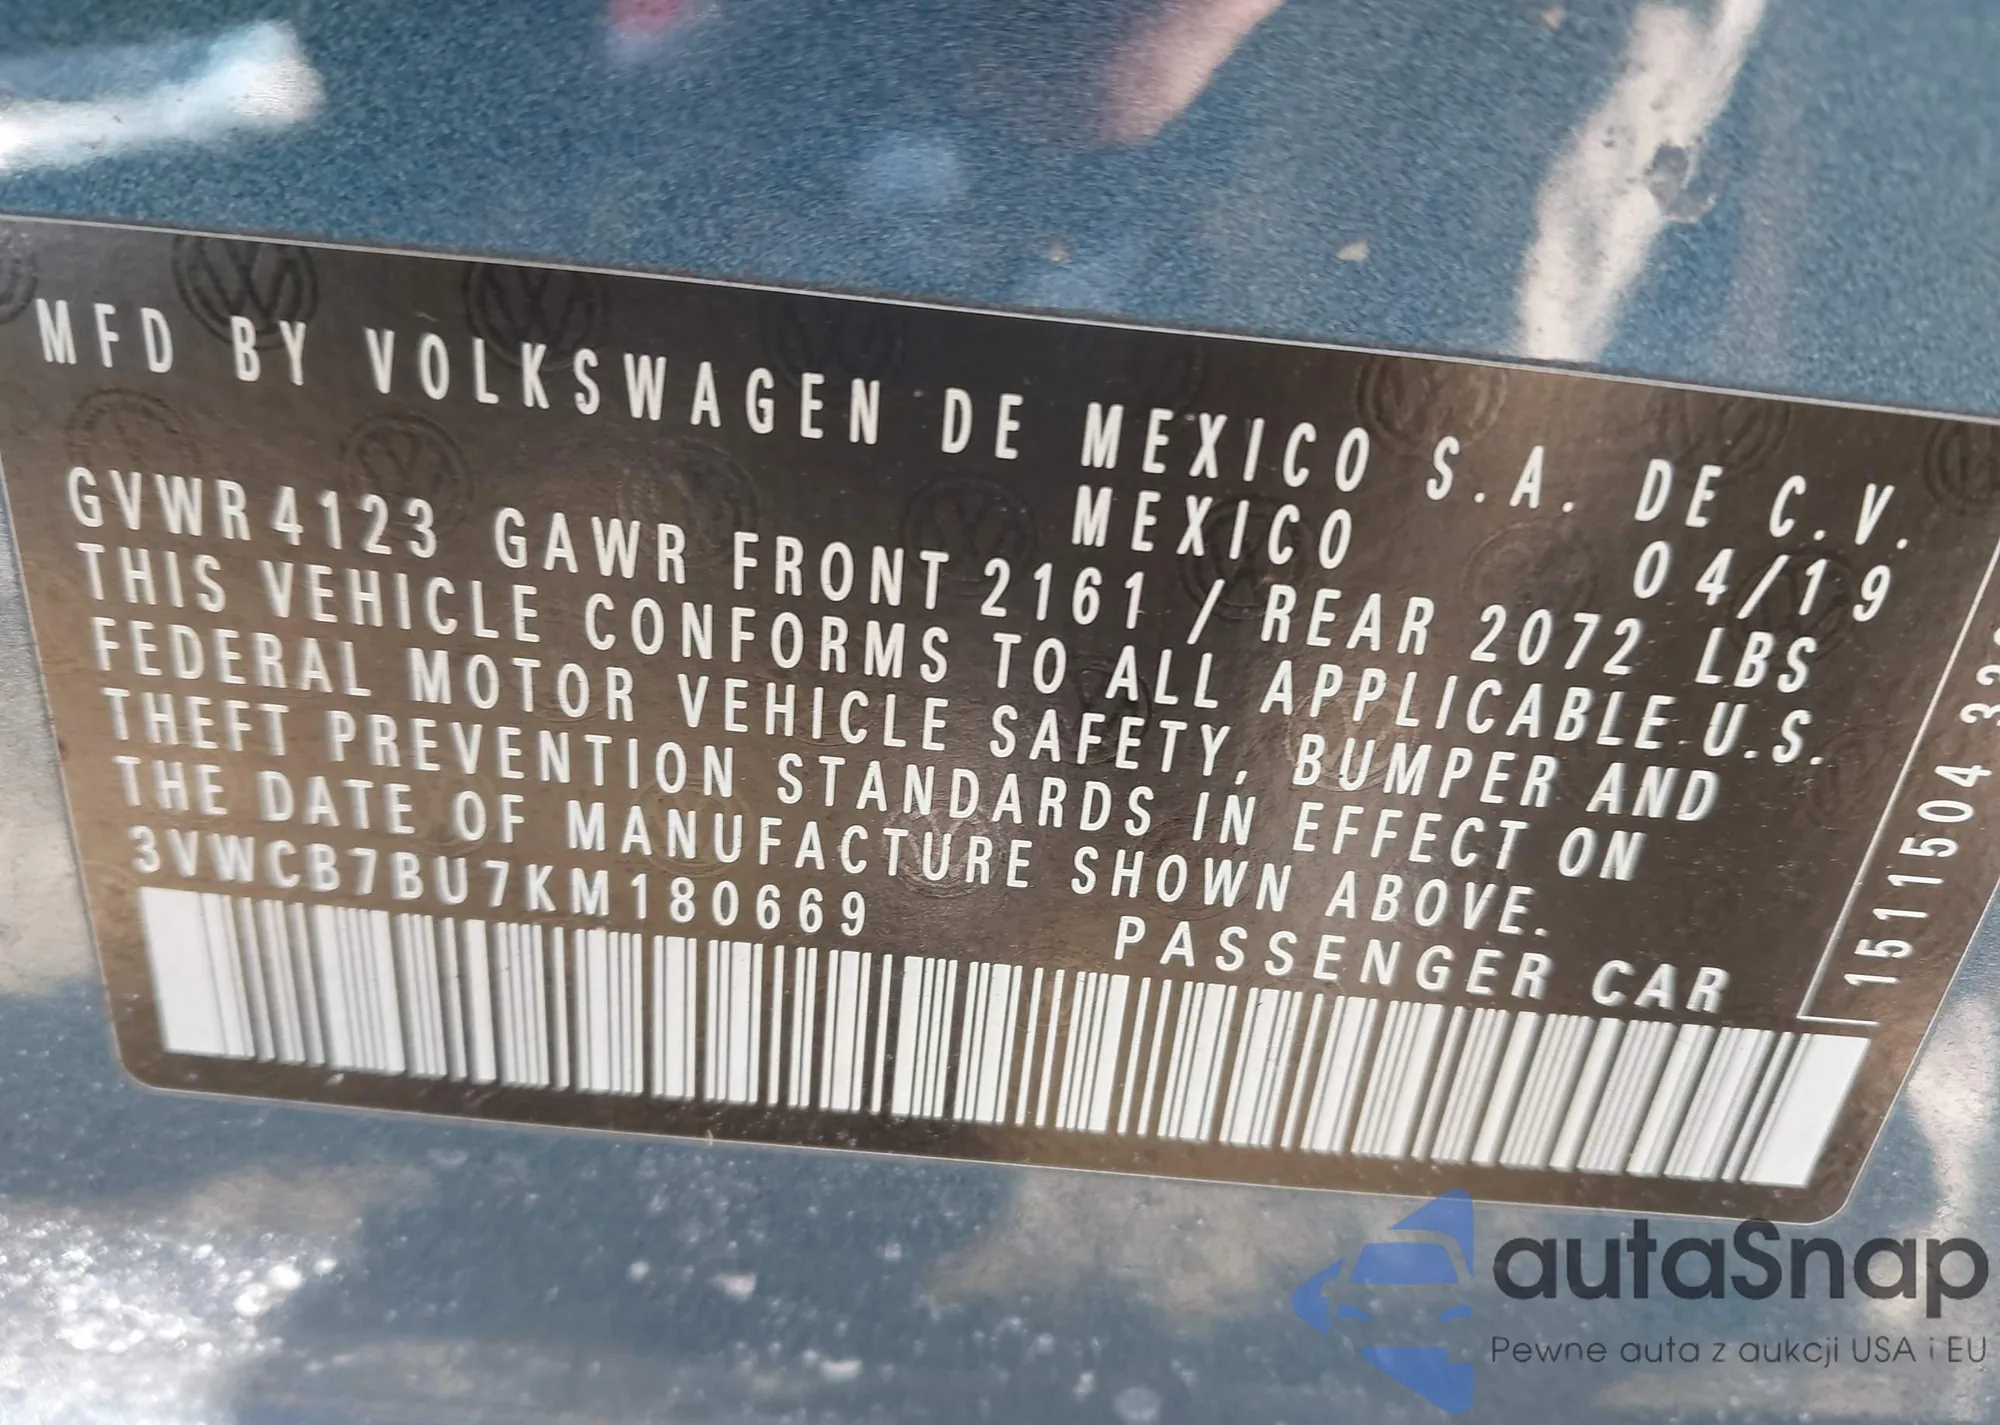 MFD BY VOLKSWAGEN DE MEXICO S.A. DE C.V.
MEXICO 04/19
GVWR 4123 GAWR FRONT 2161 / REAR 2072 LBS
THIS VEHICLE CONFORMS TO ALL APPLICABLE U.S.
FEDERAL MOTOR VEHICLE SAFETY, BUMPER AND
THEFT PREVENTION STANDARDS IN EFFECT ON
THE DATE OF MANUFACTURE SHOWN ABOVE.
3VWCB7BU7KM180669 PASSENGER CAR
1511504
autaSnap
Pewne auta z aukcji USA i EU